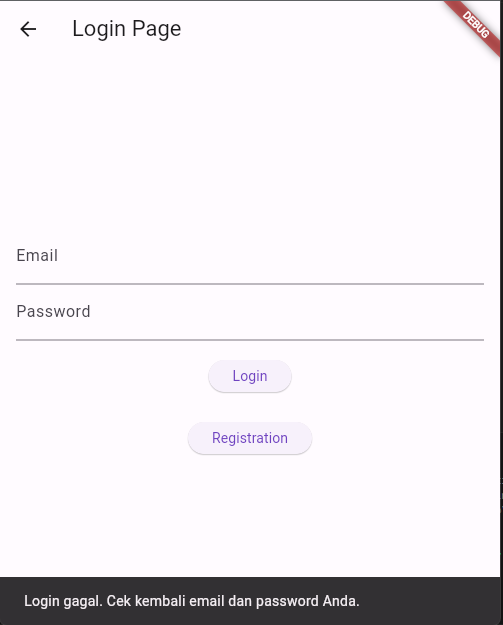 Login Page
DEBUG
Email
Password
Login
Registration
Login gagal. Cek kembali email dan password Anda.